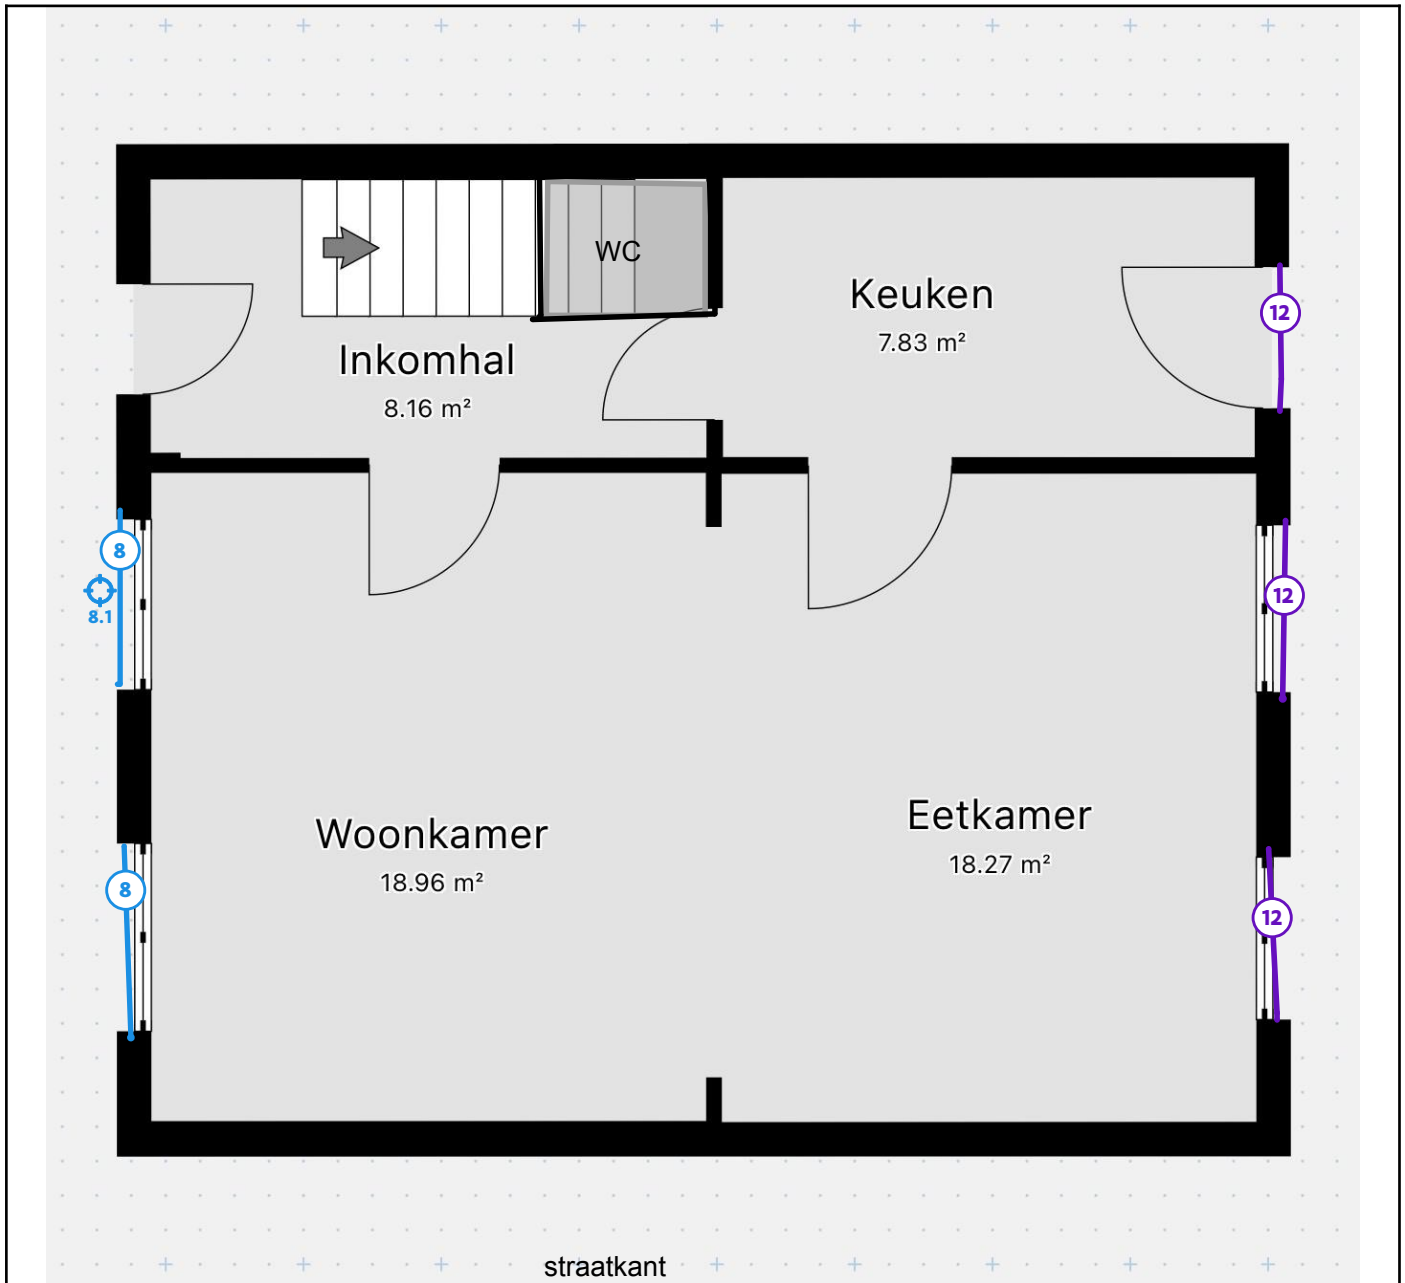 WC
Keuken
7.83 m²
12
Inkomhal
8.16 m²
8
8.1
12
Woonkamer
18.96 m²
Eetkamer
18.27 m²
8
12
straatkant